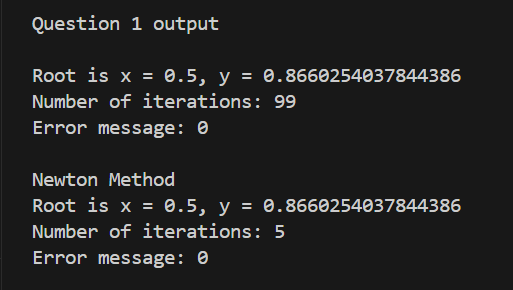 Question 1 output
Root is x = 0.5, y = 0.8660254037844386
Number of iterations: 99
Error message: 0
Newton Method
Root is x = 0.5, y = 0.8660254037844386
Number of iterations: 5
Error message: 0